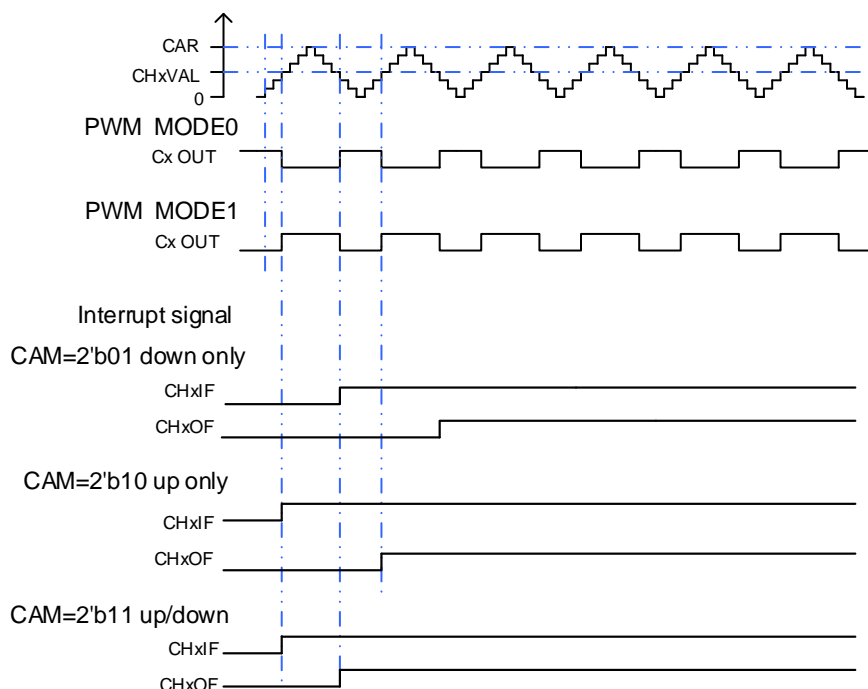 CAR
CHxVAL
0
PWM MODE0
Cx OUT
PWM MODE1
Cx OUT
Interrupt signal
CAM=2'b01 down only
CHxIF
CHxOF
CAM=2'b10 up only
CHxIF
CHxOF
CAM=2'b11 up/down
CHxIF
CHxOF